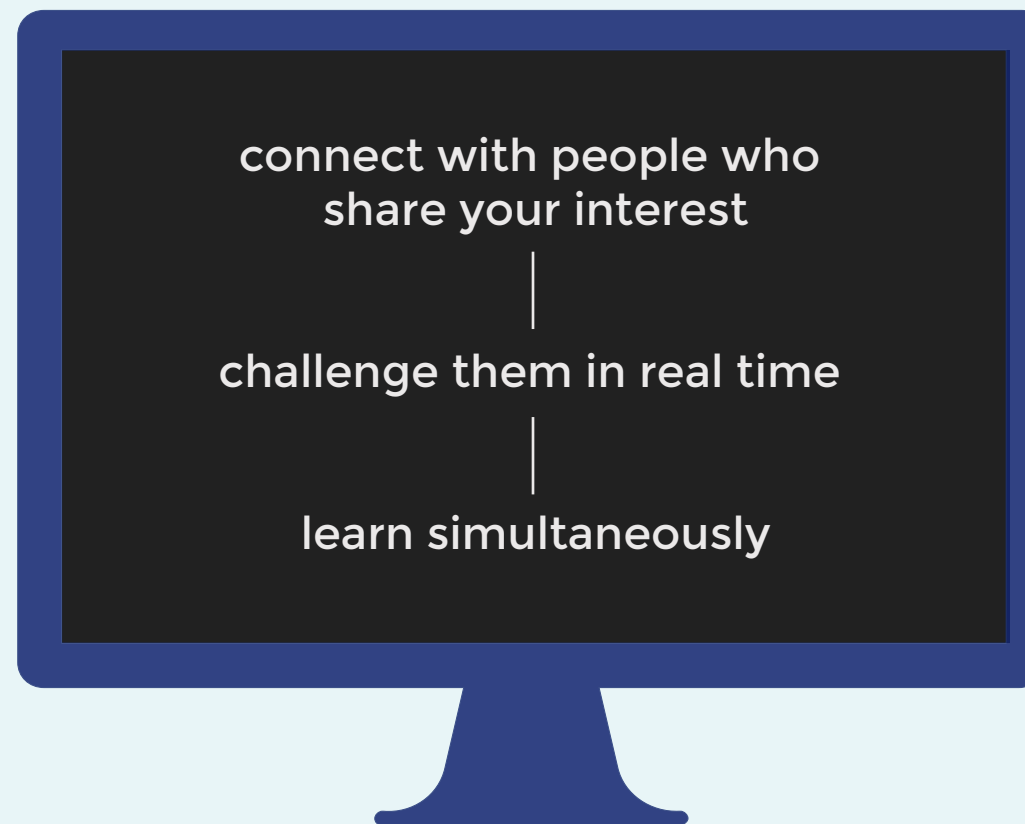 connect with people who
share your interest
challenge them in real time
learn simultaneously